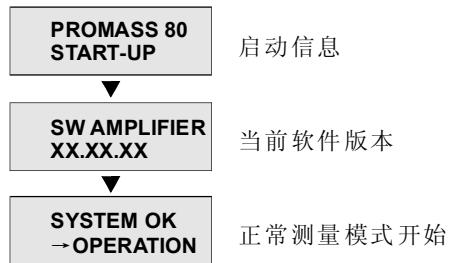 PROMASS 80
START-UP
启动信息
SW AMPLIFIER
XX.XX.XX
当前软件版本
SYSTEM OK
→OPERATION
正常测量模式开始